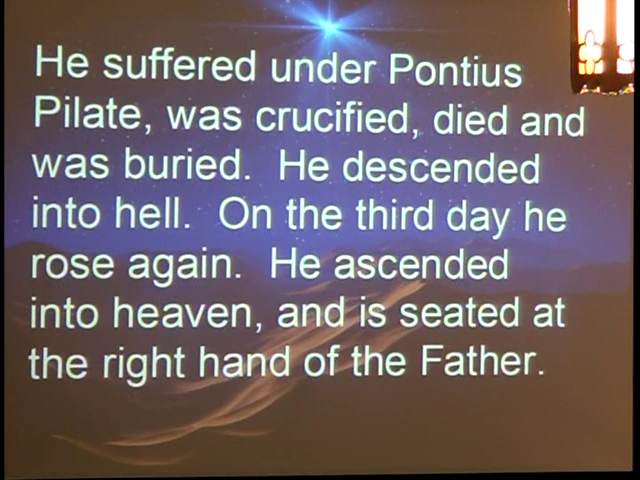 He suffered under Pontius
Pilate, was crucified, died and
was buried.  He descended
into hell.  On the third day he
rose again.  He ascended
into heaven, and is seated at
the right hand of the Father.